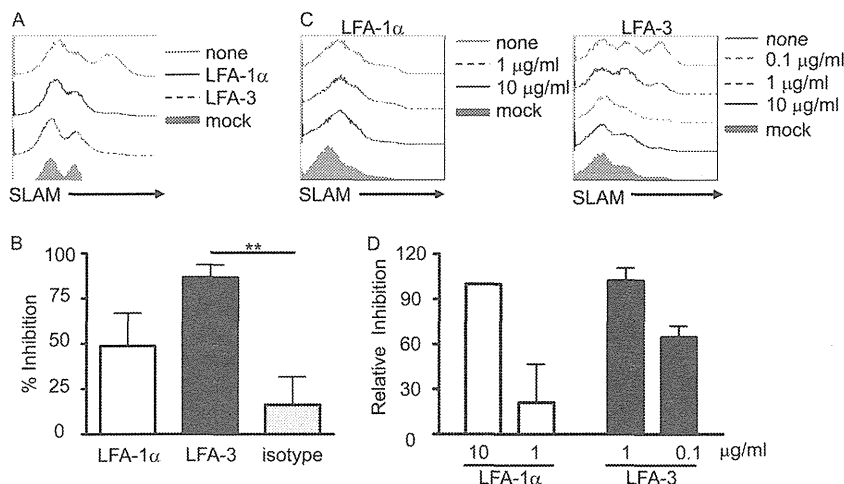 A
none
LFA-1α
LFA-3
mock
SLAM
C
LFA-1α
none
1 µg/ml
10 µg/ml
mock
SLAM
LFA-3
none
0.1 µg/ml
1 µg/ml
10 µg/ml
mock
SLAM
B
% Inhibition
100
75
50
25
0
**
LFA-1α LFA-3 isotype
D
Relative Inhibition
120
90
60
30
0
10 1 1 0.1 µg/ml
LFA-1α LFA-3